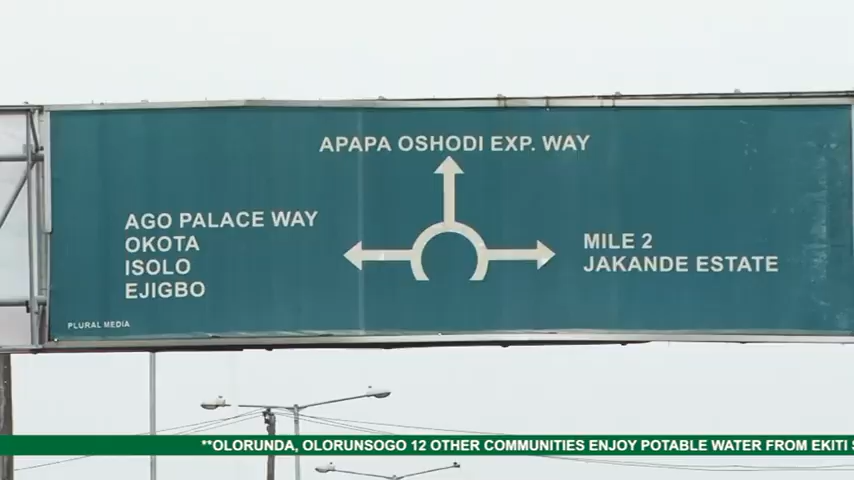 APAPA OSHODI EXP. WAY
AGO PALACE WAY
OKOTA
ISOLO
EJIGBO
MILE 2
JAKANDE ESTATE
PLURAL MEDIA
**OLORUNDA, OLORUNSOGO 12 OTHER COMMUNITIES ENJOY POTABLE WATER FROM EKITI S